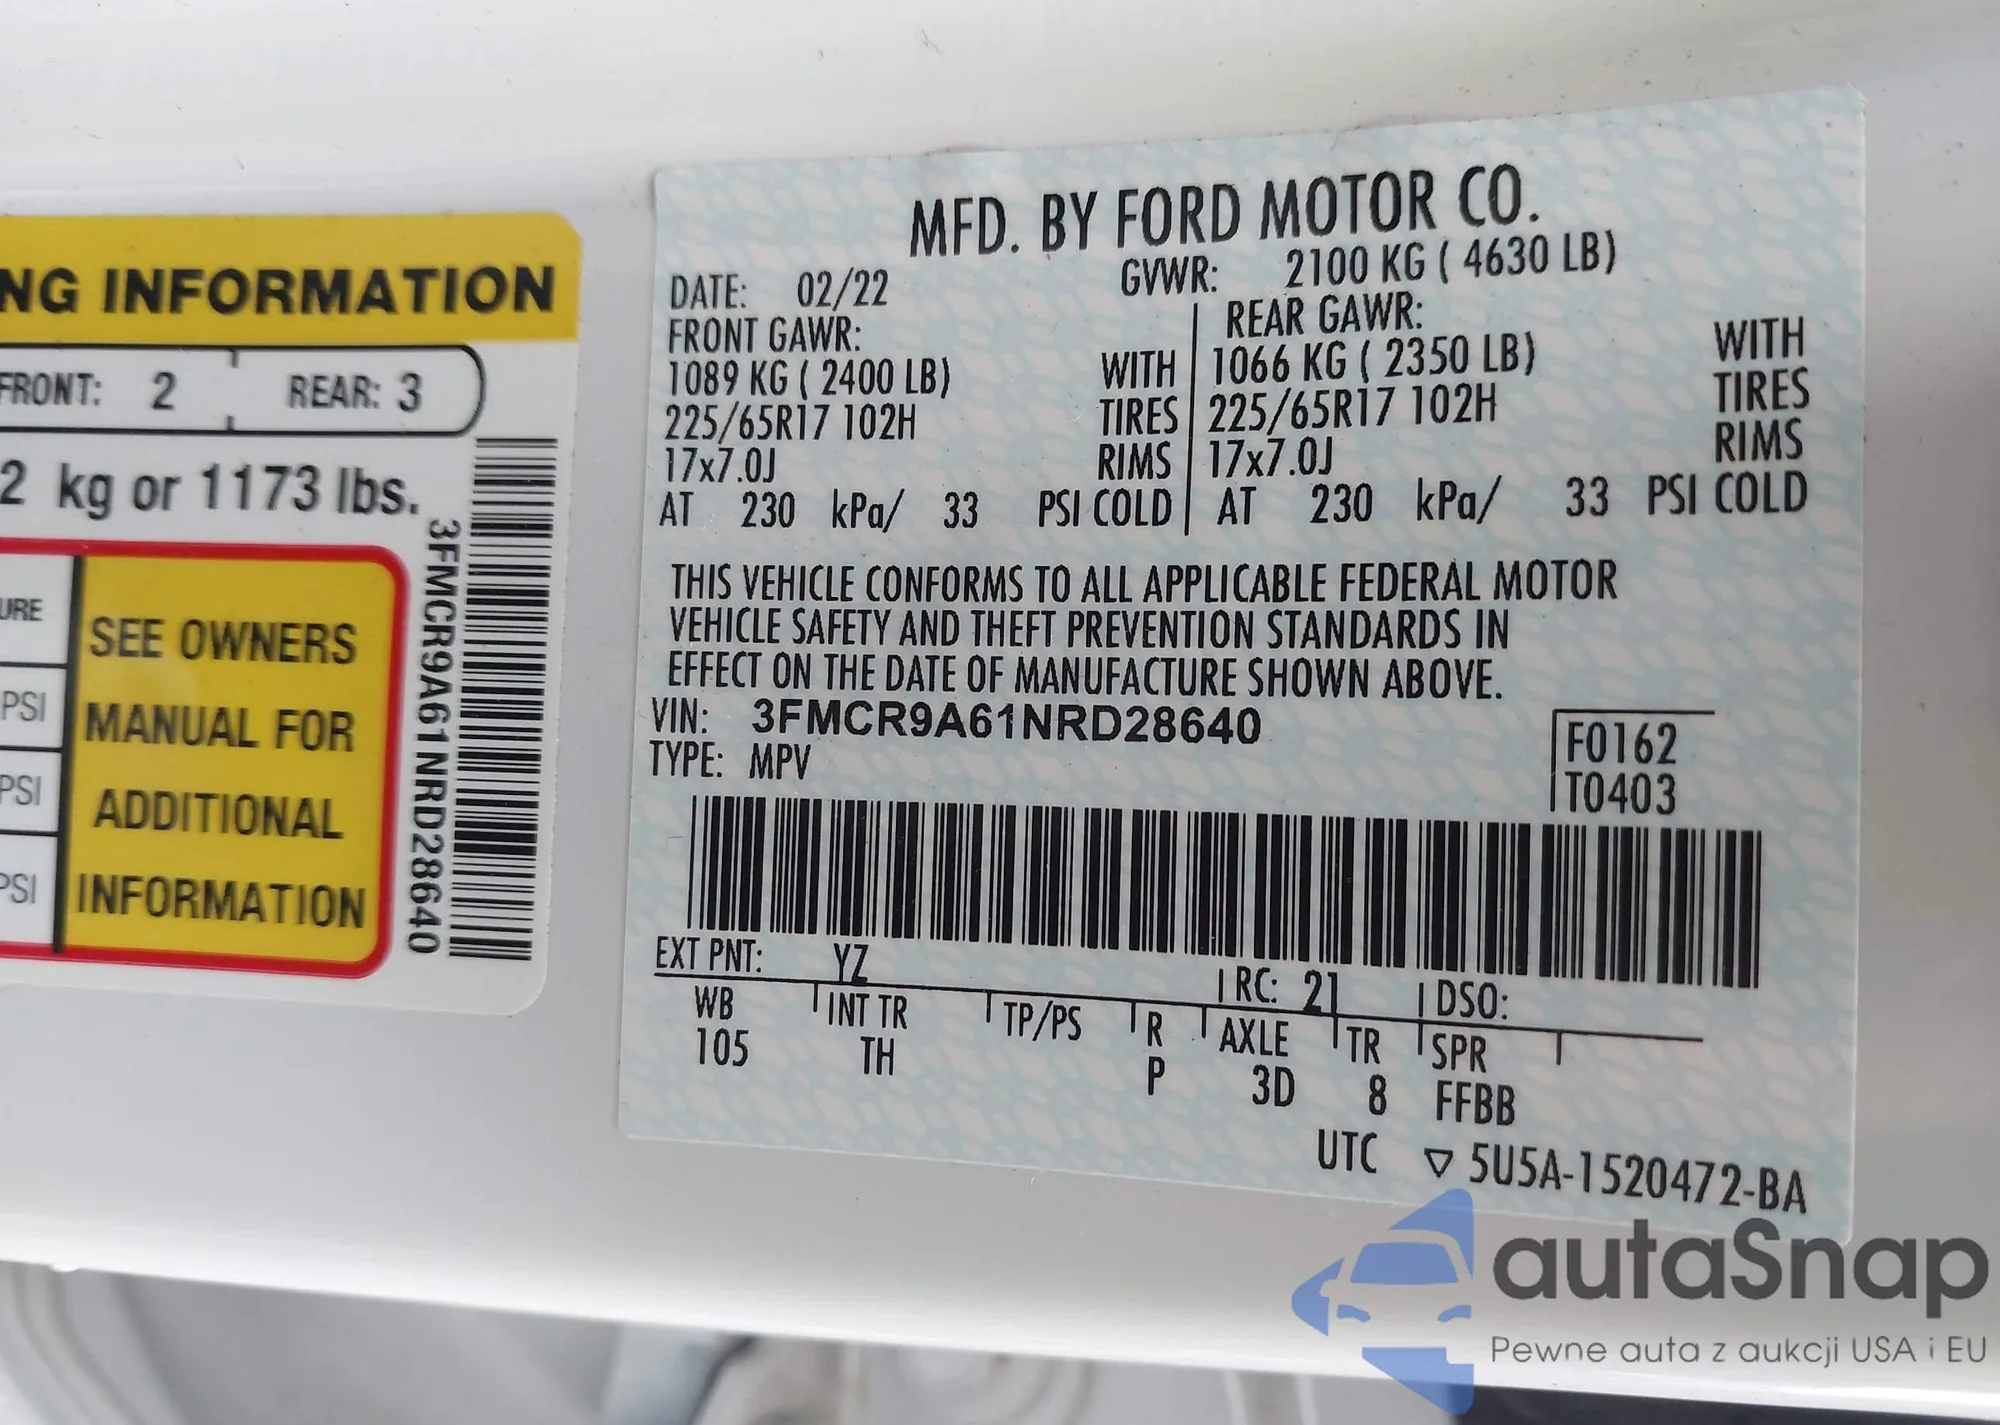 NG INFORMATION
FRONT: 2 REAR: 3
2 kg or 1173 lbs.
URE
PSI
PSI
PSI
SEE OWNERS
MANUAL FOR
ADDITIONAL
INFORMATION
3FMCR9A61NRD28640
MFD. BY FORD MOTOR CO.
DATE: 02/22 GVWR: 2100 KG ( 4630 LB)
FRONT GAWR: REAR GAWR:
1089 KG ( 2400 LB) WITH 1066 KG ( 2350 LB) WITH
225/65R17 102H TIRES 225/65R17 102H TIRES
17x7.0J RIMS 17x7.0J RIMS
AT 230 kPa/ 33 PSI COLD AT 230 kPa/ 33 PSI COLD
THIS VEHICLE CONFORMS TO ALL APPLICABLE FEDERAL MOTOR
VEHICLE SAFETY AND THEFT PREVENTION STANDARDS IN
EFFECT ON THE DATE OF MANUFACTURE SHOWN ABOVE.
VIN: 3FMCR9A61NRD28640 F0162
TYPE: MPV T0403
EXT PNT: YZ RC: 21 DSO:
WB INT TR TP/PS R AXLE TR SPR
105 TH P 3D 8 FFBB
UTC ▽ 5U5A-1520472-BA
autaSnap
Pewne auta z aukcji USA i EU